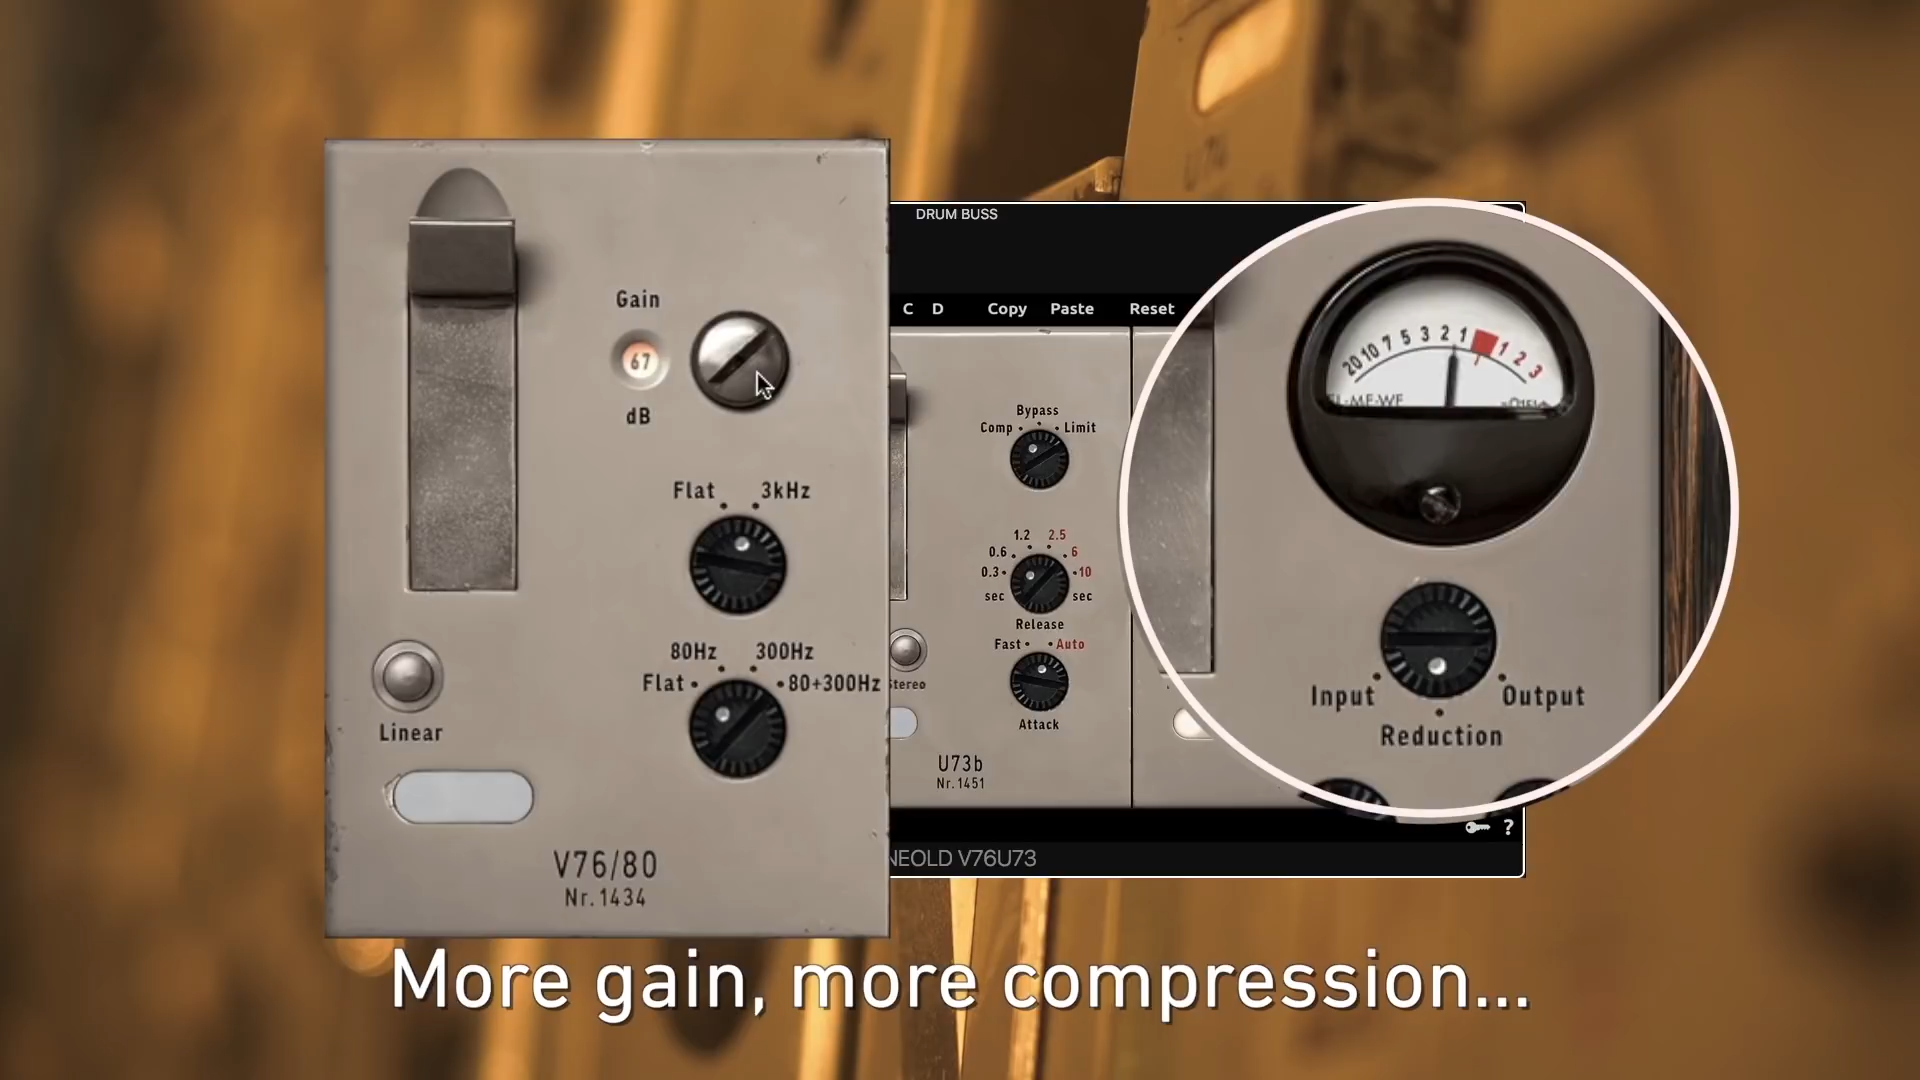 DRUM BUSS
C D Copy Paste Reset
Gain
67
dB
Flat 3kHz
80Hz 300Hz
Flat 80+300Hz
Linear
V76/80
Nr.1434
Bypass
Comp Limit
1.2 2.5
0.6 6
0.3 10
sec sec
Release
Fast Auto
Attack
Stereo
U73b
Nr.1451
20 10 7 5 3 2 1 1 2 3
Input Output
Reduction
?
NEOLD V76U73
More gain, more compression...